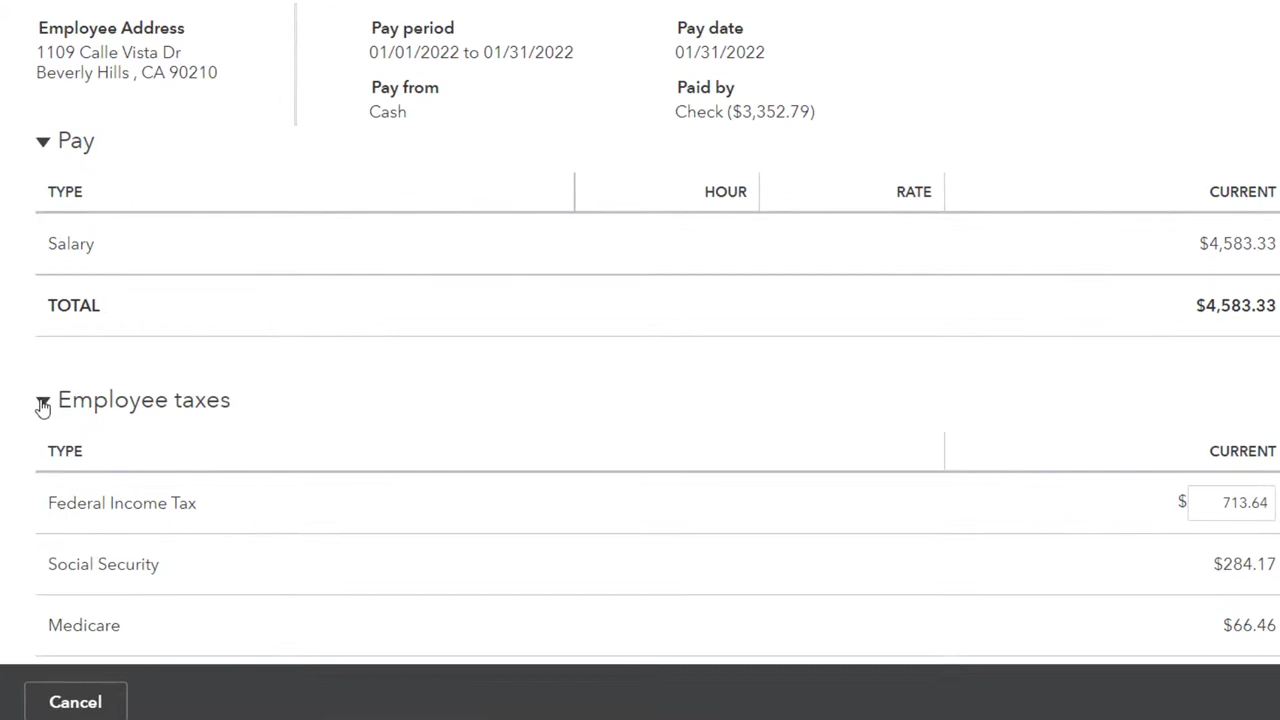 Employee Address
1109 Calle Vista Dr
Beverly Hills , CA 90210
Pay period
01/01/2022 to 01/31/2022
Pay date
01/31/2022
Pay from
Cash
Paid by
Check ($3,352.79)
Pay
TYPE HOUR RATE CURRENT
Salary $4,583.33
TOTAL $4,583.33
Employee taxes
TYPE CURRENT
Federal Income Tax $ 713.64
Social Security $284.17
Medicare $66.46
Cancel